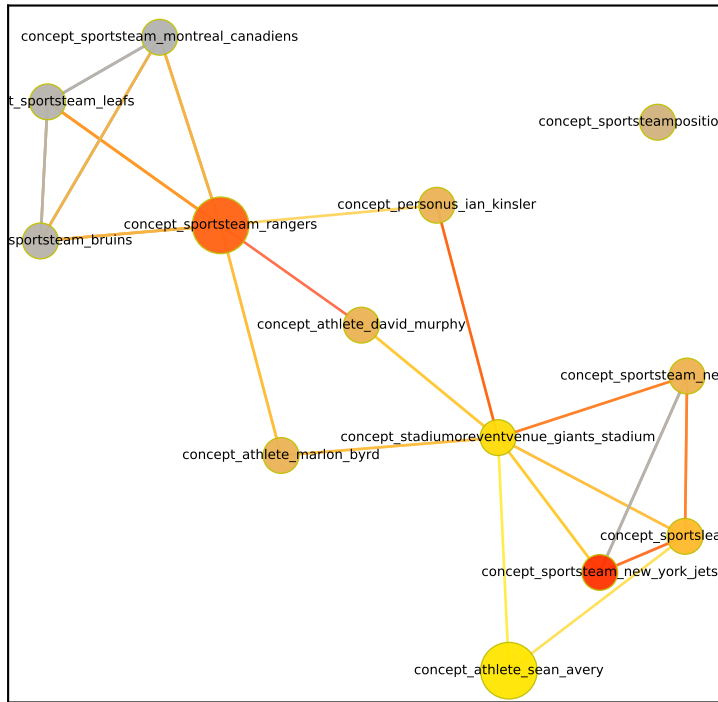 concept_sportsteam_montreal_canadiens
t_sportsteam_leafs
concept_sportsteampositio
concept_personus_ian_kinsler
concept_sportsteam_rangers
sportsteam_bruins
concept_athlete_david_murphy
concept_sportsteam_ne
concept_stadiumoreventvenue_giants_stadium
concept_athlete_marlon_byrd
concept_sportslea
concept_sportsteam_new_york_jets
concept_athlete_sean_avery